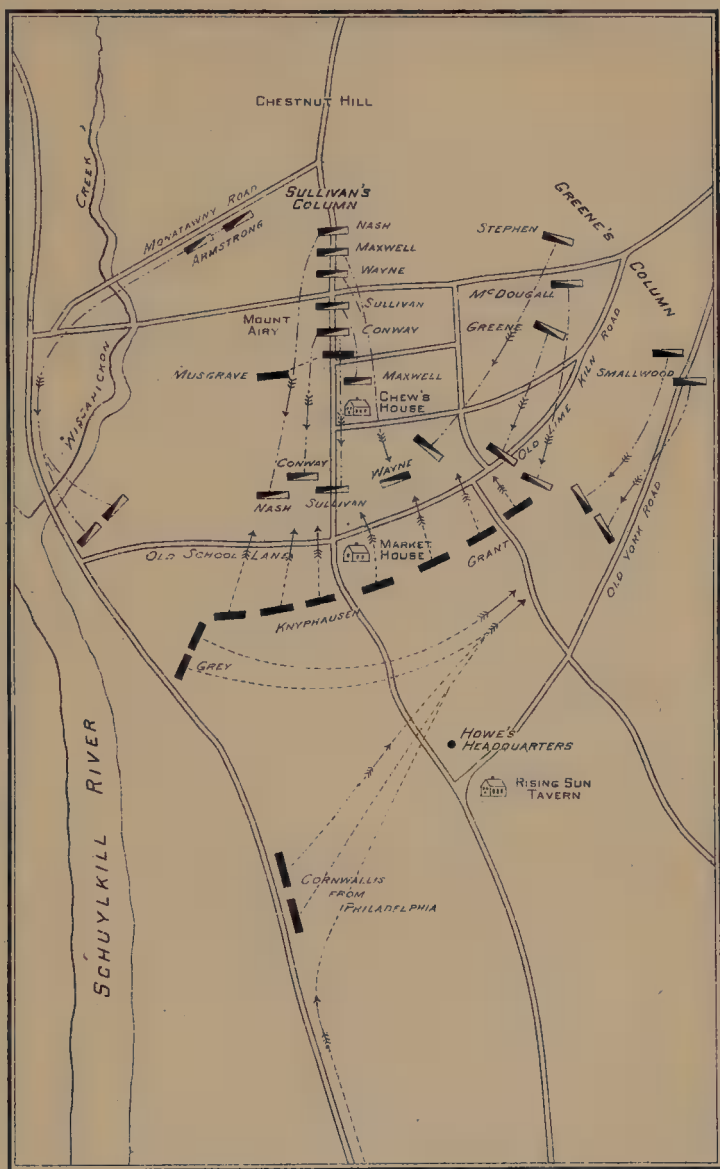 CHESTNUT HILL
CREEK
MONATAWNY ROAD
ARMSTRONG
SULLIVAN'S
COLUMN
GREENE'S
COLUMN
NASH
MAXWELL
WAYNE
SULLIVAN
CONWAY
STEPHEN
McDOUGALL
GREENE
SMALLWOOD
MOUNT
AIRY
MUSGRAVE
MAXWELL
CHEW'S
HOUSE
WISSAHICKON
OLD LIME
KILN ROAD
CONWAY
WAYNE
NASH
SULLIVAN
OLD SCHOOL LANE
MARKET
HOUSE
GRANT
OLD YORK ROAD
KNYPHAUSEN
GREY
HOWE'S
HEADQUARTERS
RISING SUN
TAVERN
SCHUYLKILL RIVER
CORNWALLIS
FROM
PHILADELPHIA